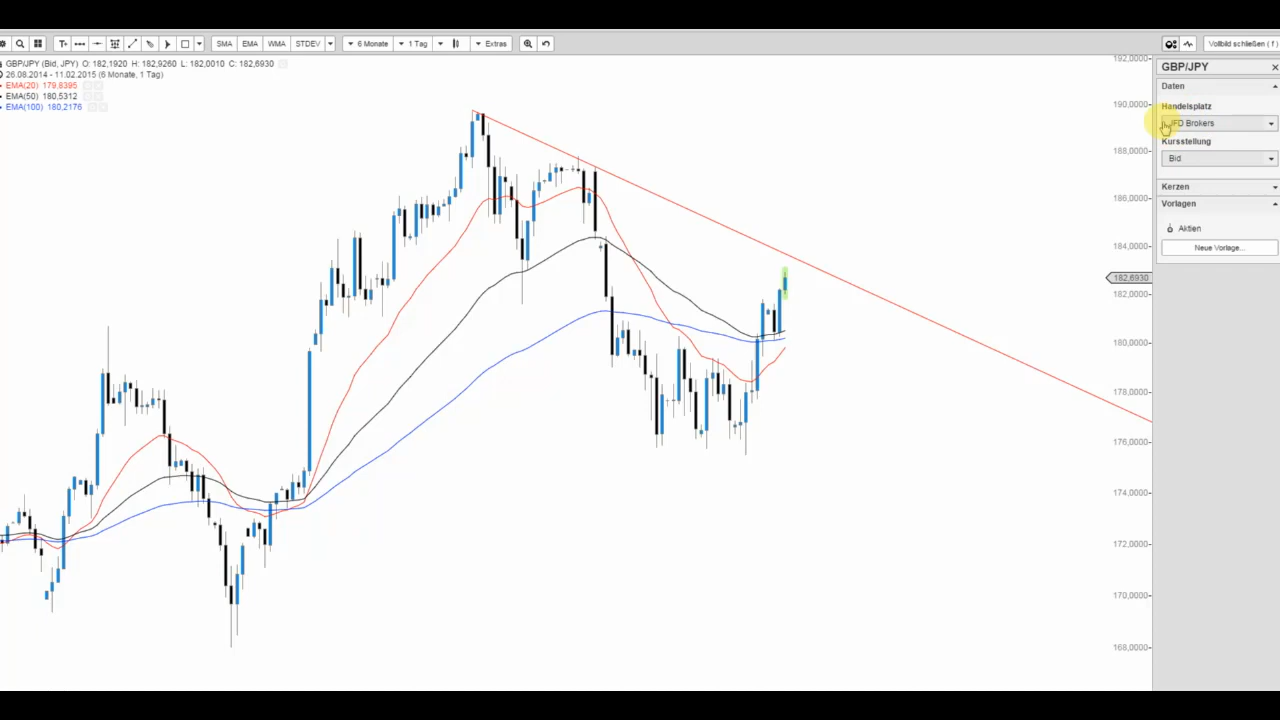 T+
SMA EMA WMA STDEV 6 Monate 1 Tag Extras Vollbild schließen ( f )
GBP/JPY (Bid, JPY) O: 182,1920 H: 182,9260 L: 182,0010 C: 182,6930
26.08.2014 - 11.02.2015 (6 Monate, 1 Tag)
EMA(20) 179,8395
EMA(50) 180,5312
EMA(100) 180,2176
192,0000
190,0000
188,0000
186,0000
184,0000
182,6930
182,0000
180,0000
178,0000
176,0000
174,0000
172,0000
170,0000
168,0000
GBP/JPY
Daten
Handelsplatz
JFD Brokers
Kursstellung
Bid
Kerzen
Vorlagen
Aktien
Neue Vorlage...